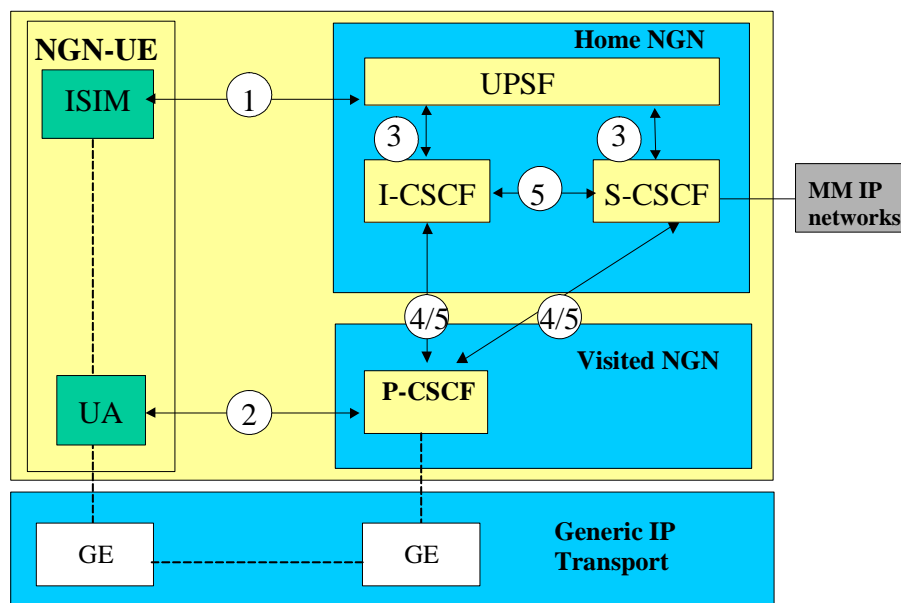 Home NGN
NGN-UE
UPSF
ISIM
1
3
3
I-CSCF
5
S-CSCF
MM IP
networks
4/5
4/5
Visited NGN
P-CSCF
UA
2
Generic IP
Transport
GE
GE